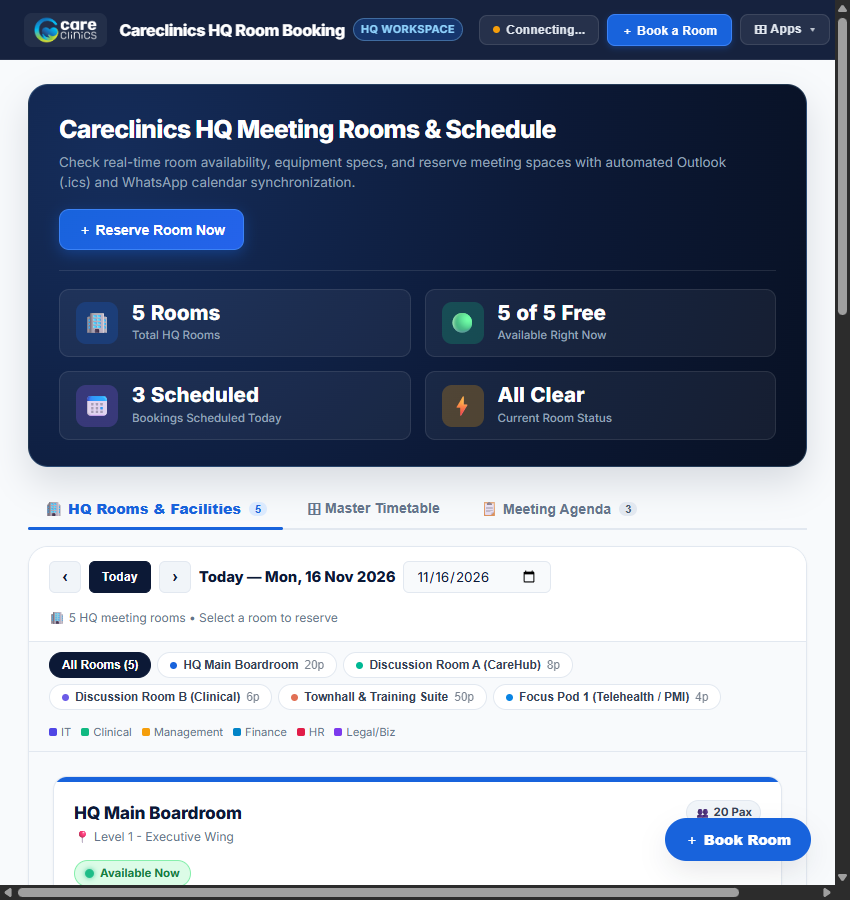 care
clinics
Careclinics HQ Room Booking
HQ WORKSPACE
Connecting...
+ Book a Room
Apps
Careclinics HQ Meeting Rooms & Schedule
Check real-time room availability, equipment specs, and reserve meeting spaces with automated Outlook
(.ics) and WhatsApp calendar synchronization.
+ Reserve Room Now
5 Rooms
Total HQ Rooms
5 of 5 Free
Available Right Now
3 Scheduled
Bookings Scheduled Today
All Clear
Current Room Status
HQ Rooms & Facilities 5
Master Timetable
Meeting Agenda 3
‹ Today › Today — Mon, 16 Nov 2026 11/16/2026
5 HQ meeting rooms • Select a room to reserve
All Rooms (5) HQ Main Boardroom 20p Discussion Room A (CareHub) 8p
Discussion Room B (Clinical) 6p Townhall & Training Suite 50p Focus Pod 1 (Telehealth / PMI) 4p
IT Clinical Management Finance HR Legal/Biz
HQ Main Boardroom
20 Pax
Level 1 - Executive Wing
+ Book Room
Available Now